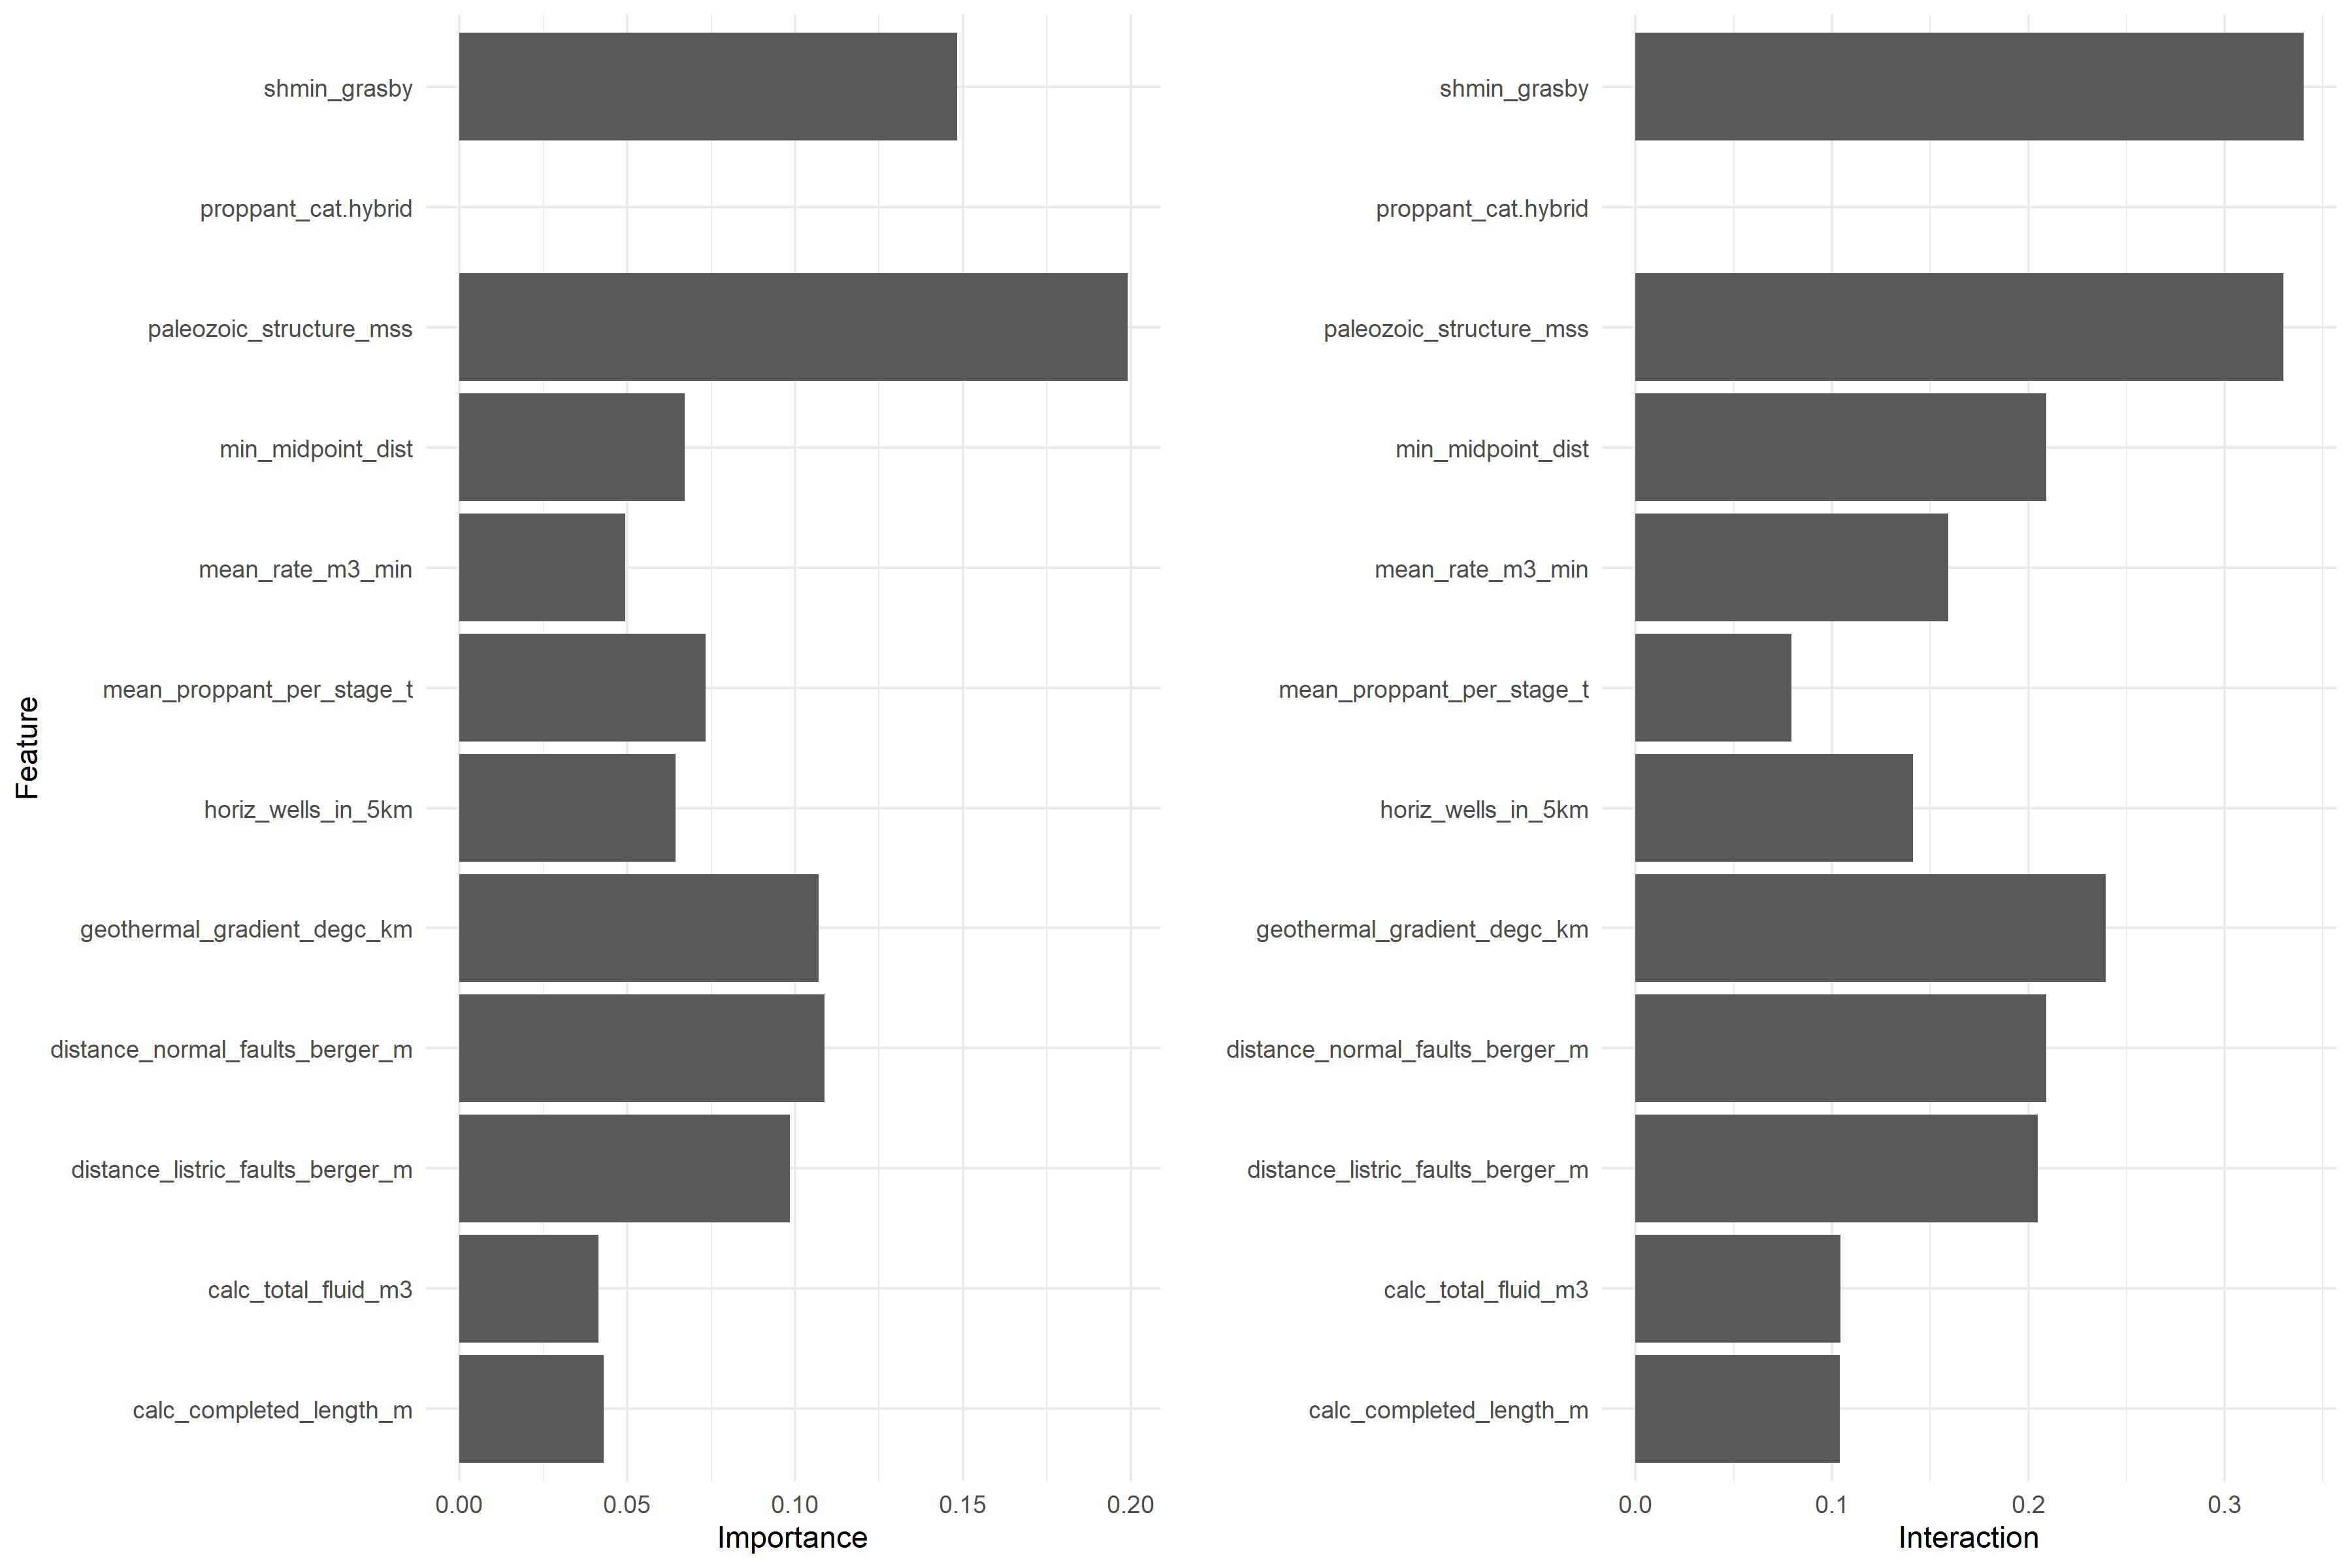 Feature
shmin_grasby
proppant_cat.hybrid
paleozoic_structure_mss
min_midpoint_dist
mean_rate_m3_min
mean_proppant_per_stage_t
horiz_wells_in_5km
geothermal_gradient_degc_km
distance_normal_faults_berger_m
distance_listric_faults_berger_m
calc_total_fluid_m3
calc_completed_length_m
0.00 0.05 0.10 0.15 0.20
Importance
shmin_grasby
proppant_cat.hybrid
paleozoic_structure_mss
min_midpoint_dist
mean_rate_m3_min
mean_proppant_per_stage_t
horiz_wells_in_5km
geothermal_gradient_degc_km
distance_normal_faults_berger_m
distance_listric_faults_berger_m
calc_total_fluid_m3
calc_completed_length_m
0.0 0.1 0.2 0.3
Interaction